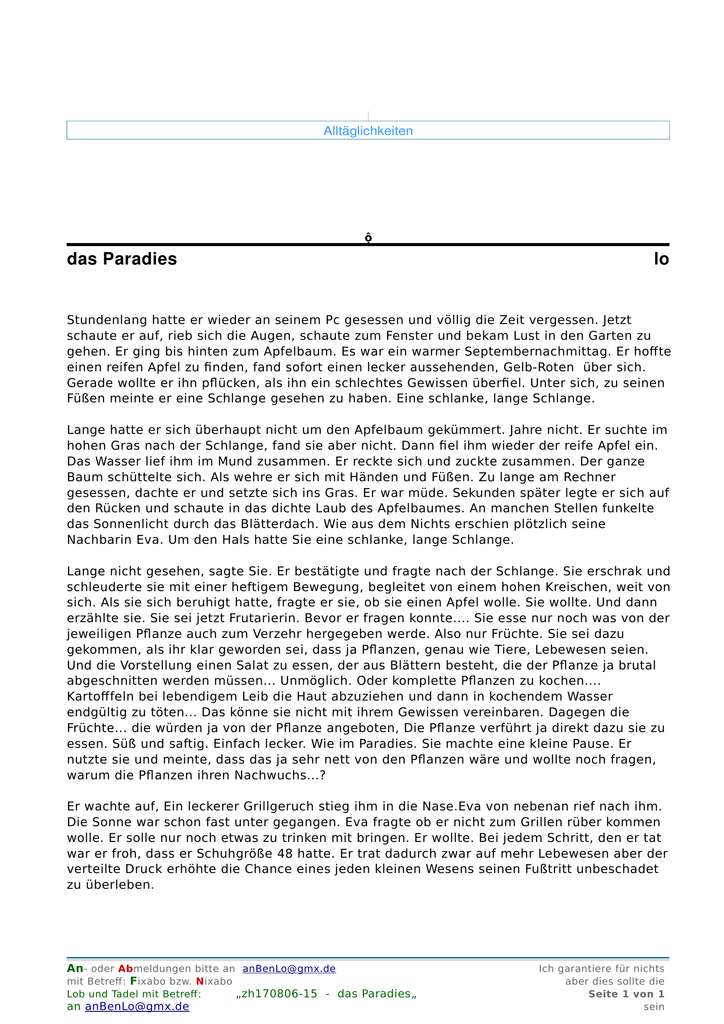 Alltäglichkeiten
ộ
das Paradies lo
Stundenlang hatte er wieder an seinem Pc gesessen und völlig die Zeit vergessen. Jetzt
schaute er auf, rieb sich die Augen, schaute zum Fenster und bekam Lust in den Garten zu
gehen. Er ging bis hinten zum Apfelbaum. Es war ein warmer Septembernachmittag. Er hoffte
einen reifen Apfel zu finden, fand sofort einen lecker aussehenden, Gelb-Roten  über sich.
Gerade wollte er ihn pflücken, als ihn ein schlechtes Gewissen überfiel. Unter sich, zu seinen
Füßen meinte er eine Schlange gesehen zu haben. Eine schlanke, lange Schlange.
Lange hatte er sich überhaupt nicht um den Apfelbaum gekümmert. Jahre nicht. Er suchte im
hohen Gras nach der Schlange, fand sie aber nicht. Dann fiel ihm wieder der reife Apfel ein.
Das Wasser lief ihm im Mund zusammen. Er reckte sich und zuckte zusammen. Der ganze
Baum schüttelte sich. Als wehre er sich mit Händen und Füßen. Zu lange am Rechner
gesessen, dachte er und setzte sich ins Gras. Er war müde. Sekunden später legte er sich auf
den Rücken und schaute in das dichte Laub des Apfelbaumes. An manchen Stellen funkelte
das Sonnenlicht durch das Blätterdach. Wie aus dem Nichts erschien plötzlich seine
Nachbarin Eva. Um den Hals hatte Sie eine schlanke, lange Schlange.
Lange nicht gesehen, sagte Sie. Er bestätigte und fragte nach der Schlange. Sie erschrak und
schleuderte sie mit einer heftigem Bewegung, begleitet von einem hohen Kreischen, weit von
sich. Als sie sich beruhigt hatte, fragte er sie, ob sie einen Apfel wolle. Sie wollte. Und dann
erzählte sie. Sie sei jetzt Frutarierin. Bevor er fragen konnte.... Sie esse nur noch was von der
jeweiligen Pflanze auch zum Verzehr hergegeben werde. Also nur Früchte. Sie sei dazu
gekommen, als ihr klar geworden sei, dass ja Pflanzen, genau wie Tiere, Lebewesen seien.
Und die Vorstellung einen Salat zu essen, der aus Blättern besteht, die der Pflanze ja brutal
abgeschnitten werden müssen... Unmöglich. Oder komplette Pflanzen zu kochen....
Kartofffeln bei lebendigem Leib die Haut abzuziehen und dann in kochendem Wasser
endgültig zu töten... Das könne sie nicht mit ihrem Gewissen vereinbaren. Dagegen die
Früchte... die würden ja von der Pflanze angeboten, Die Pflanze verführt ja direkt dazu sie zu
essen. Süß und saftig. Einfach lecker. Wie im Paradies. Sie machte eine kleine Pause. Er
nutzte sie und meinte, dass das ja sehr nett von den Pflanzen wäre und wollte noch fragen,
warum die Pflanzen ihren Nachwuchs...?
Er wachte auf, Ein leckerer Grillgeruch stieg ihm in die Nase.Eva von nebenan rief nach ihm.
Die Sonne war schon fast unter gegangen. Eva fragte ob er nicht zum Grillen rüber kommen
wolle. Er solle nur noch etwas zu trinken mit bringen. Er wollte. Bei jedem Schritt, den er tat
war er froh, dass er Schuhgröße 48 hatte. Er trat dadurch zwar auf mehr Lebewesen aber der
verteilte Druck erhöhte die Chance eines jeden kleinen Wesens seinen Fußtritt unbeschadet
zu überleben.
An- oder Abmeldungen bitte an anBenLo@gmx.de Ich garantiere für nichts
mit Betreff: Fixabo bzw. Nixabo aber dies sollte die
Lob und Tadel mit Betreff: „zh170806-15 - das Paradies„ Seite 1 von 1
an anBenLo@gmx.de sein